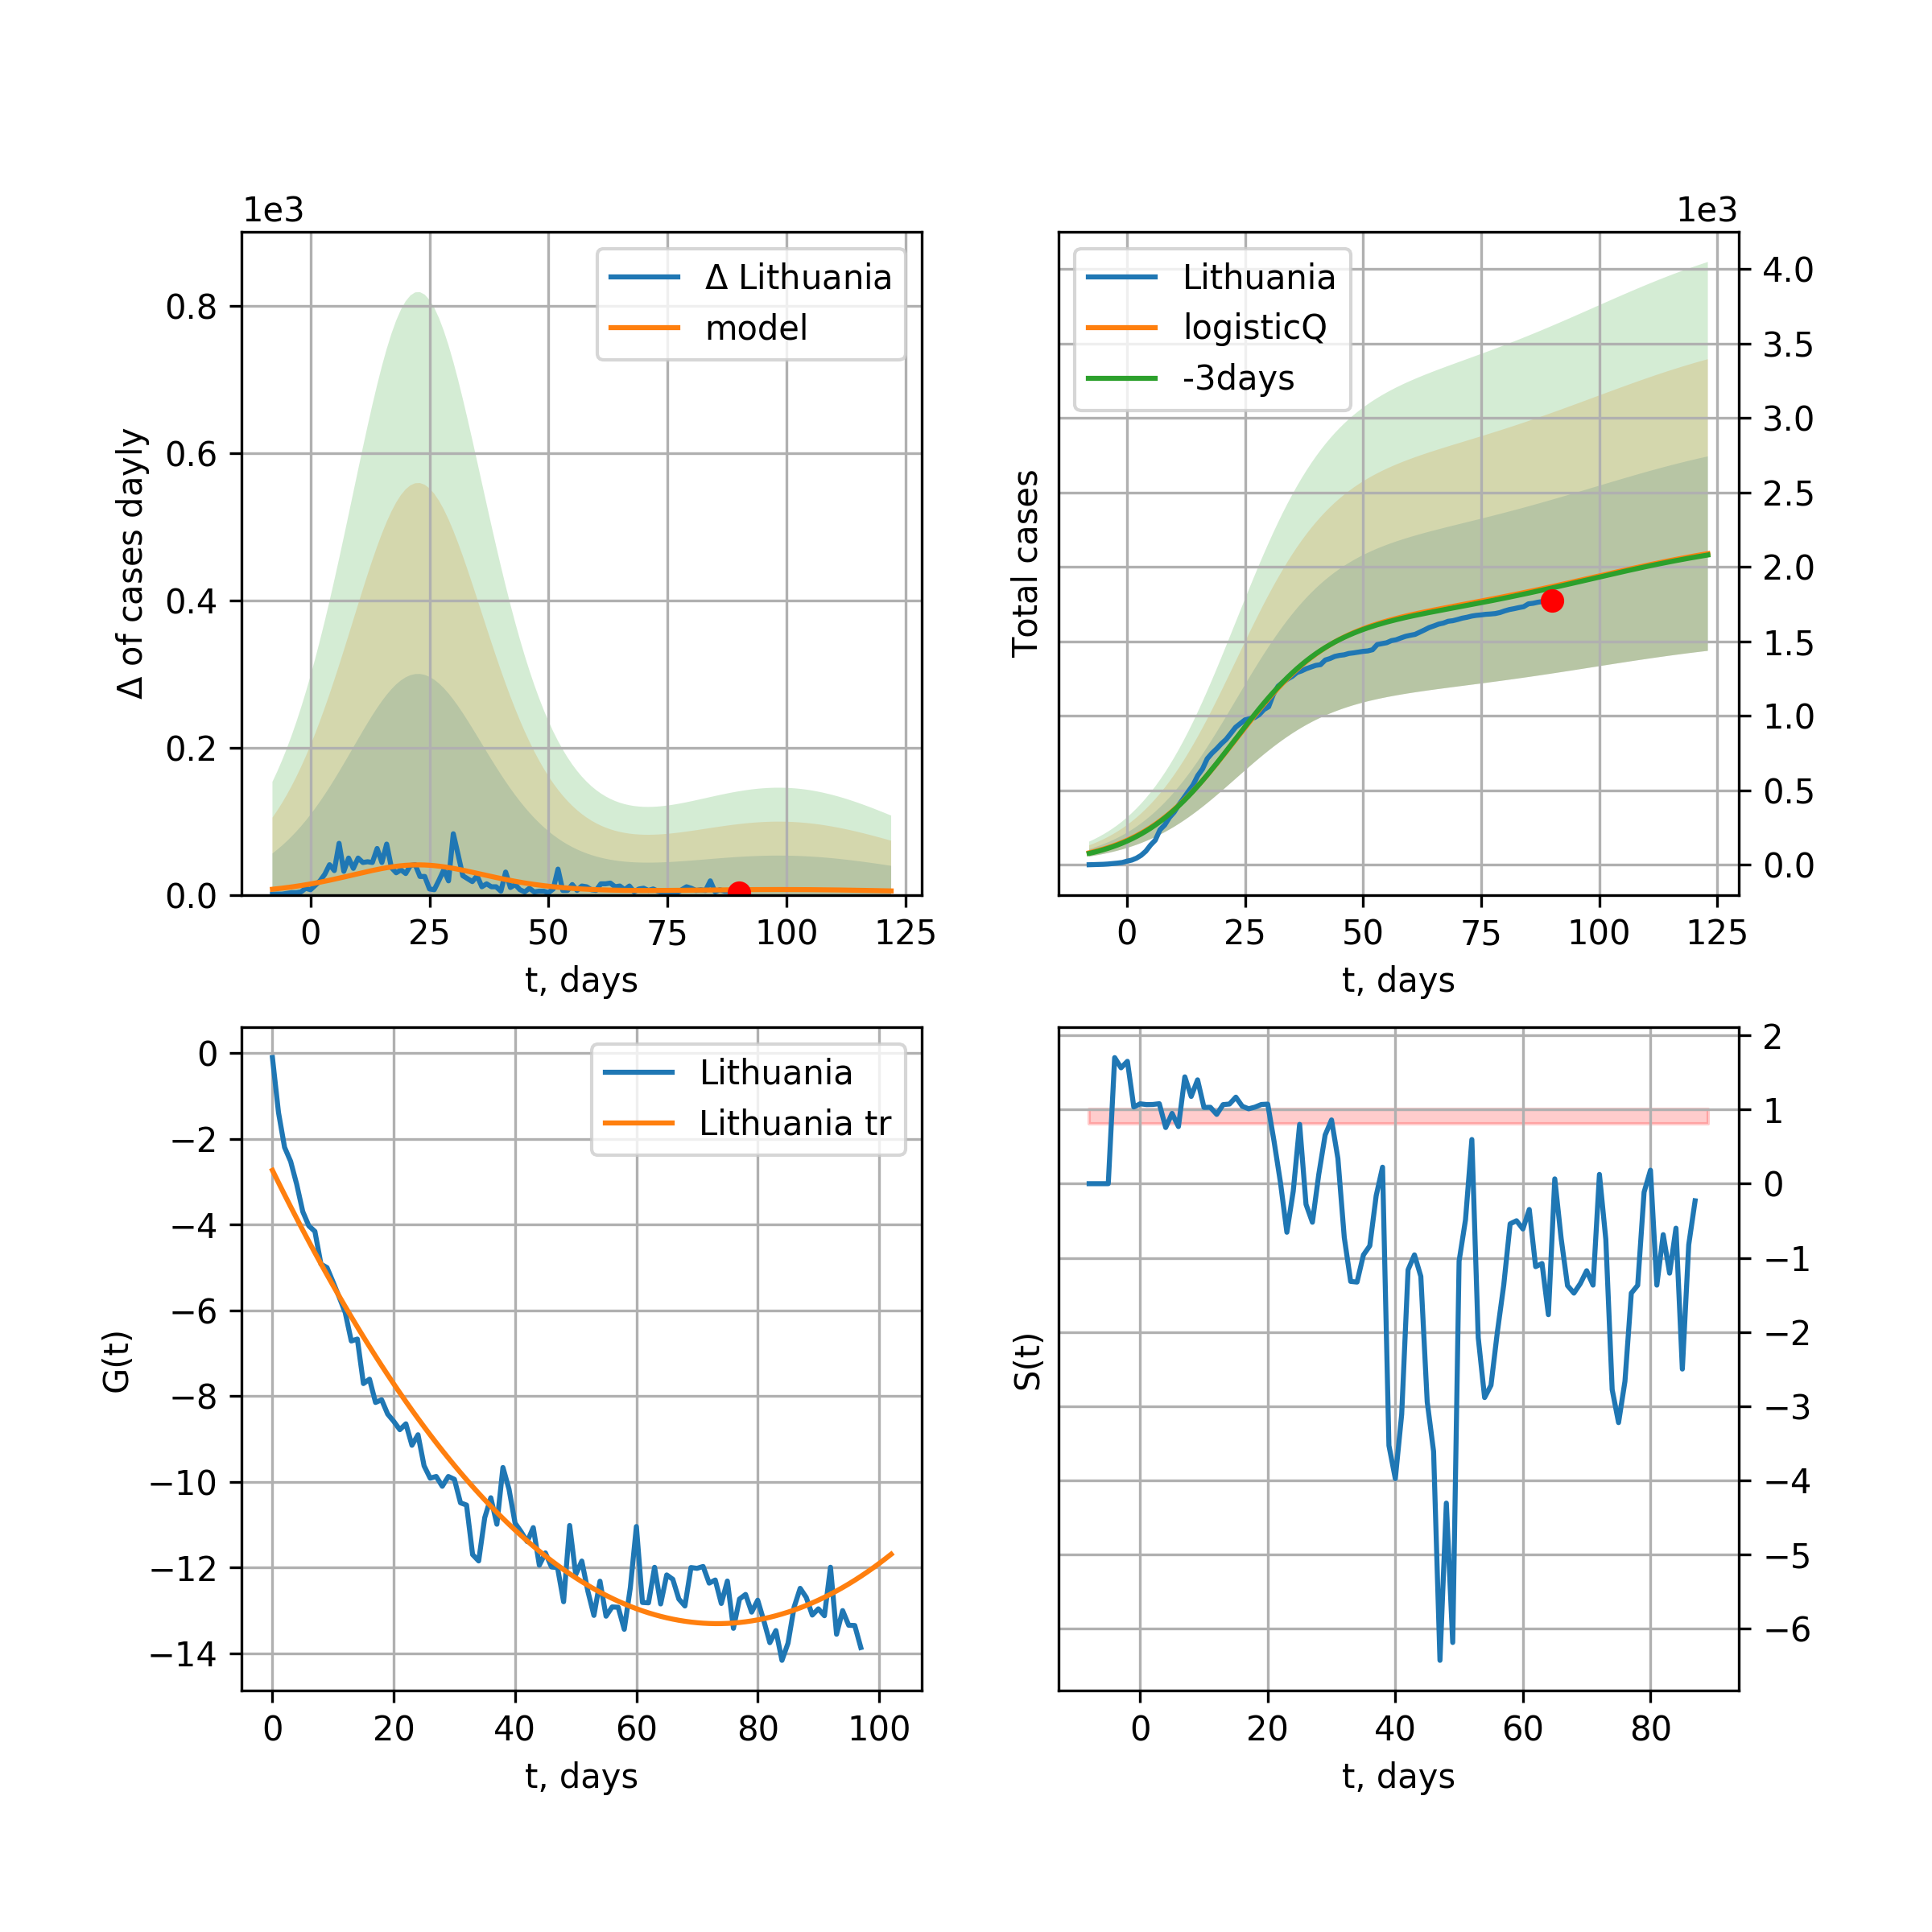 1e3
Δ Lithuania
model
0.8
0.6
0.4
0.2
0.0
Δ of cases dayly
0 25 50 75 100 125
t, days
1e3
Lithuania
logisticQ
-3days
4.0
3.5
3.0
2.5
2.0
1.5
1.0
0.5
0.0
Total cases
0 25 50 75 100 125
t, days
Lithuania
Lithuania tr
0
−2
−4
−6
−8
−10
−12
−14
G(t)
0 20 40 60 80 100
t, days
2
1
0
−1
−2
−3
−4
−5
−6
S(t)
0 20 40 60 80
t, days